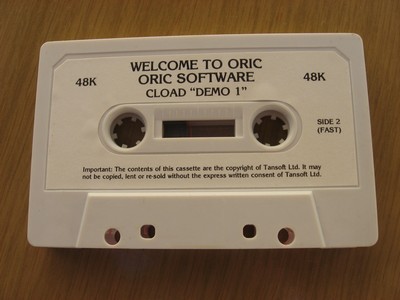 WELCOME TO ORIC
ORIC SOFTWARE
48K 48K
CLOAD "DEMO 1"
SIDE 2
(FAST)
Important: The contents of this cassette are the copyright of Tansoft Ltd. It may
not be copied, lent or re-sold without the express written consent of Tansoft Ltd.